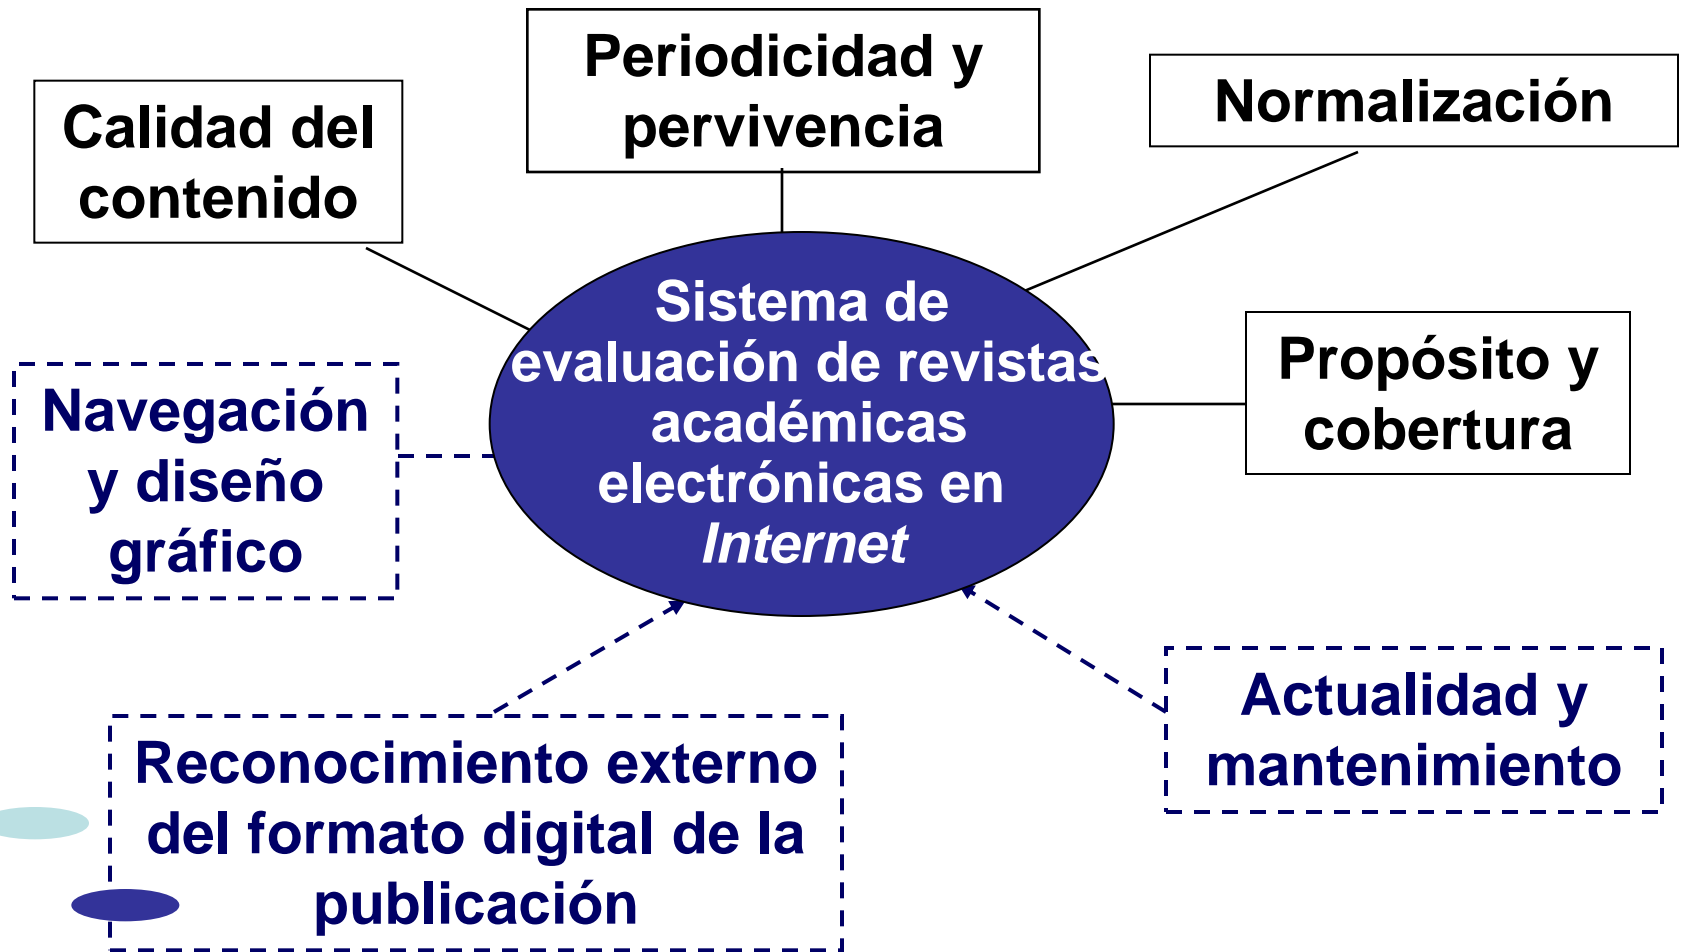 Periodicidad y
pervivencia
Normalización
Calidad del
contenido
Sistema de
evaluación de revistas
académicas
electrónicas en
Internet
Propósito y
cobertura
Navegación
y diseño
gráfico
Actualidad y
mantenimiento
Reconocimiento externo
del formato digital de la
publicación